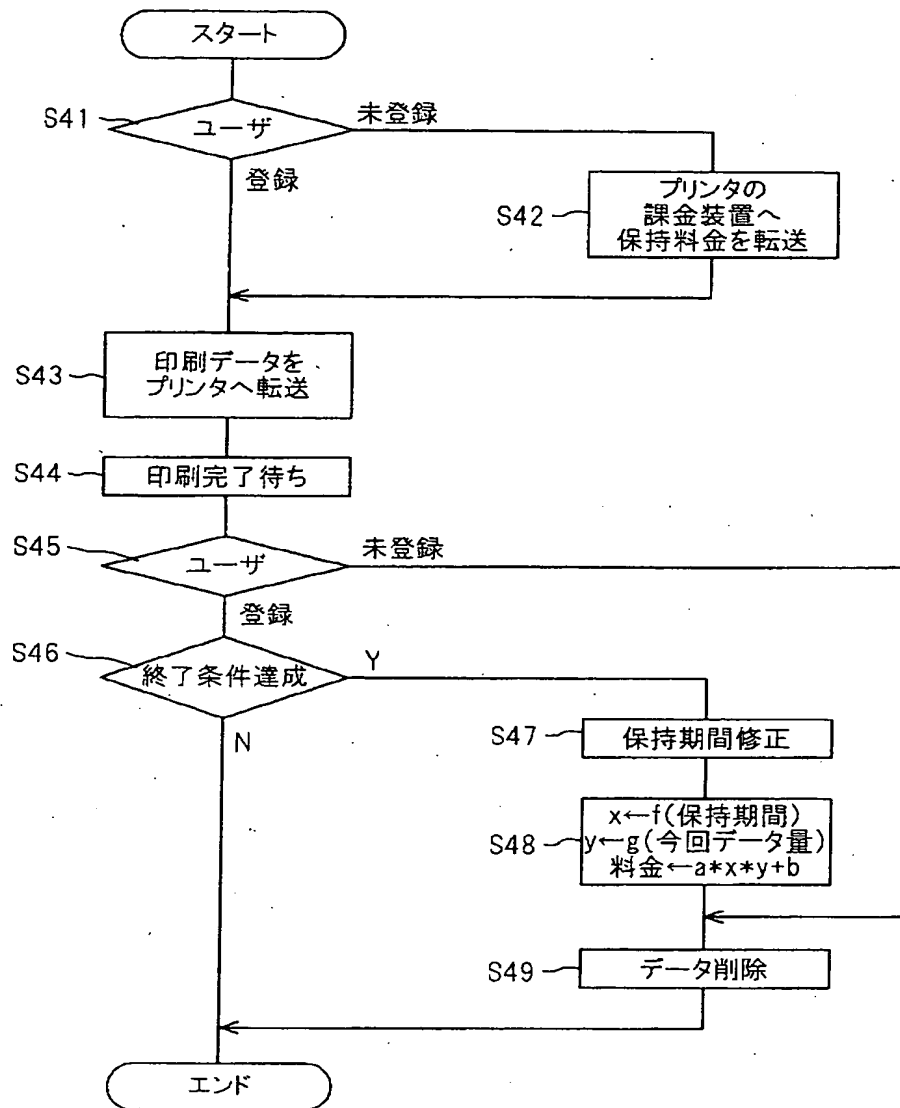 スタート
S41
ユーザ
未登録
登録
S42
プリンタの
課金装置へ
保持料金を転送
S43
印刷データを
プリンタへ転送
S44
印刷完了待ち
S45
ユーザ
未登録
登録
S46
終了条件達成
Y
N
S47
保持期間修正
S48
x←f(保持期間)
y←g(今回データ量)
料金←a*x*y+b
S49
データ削除
エンド